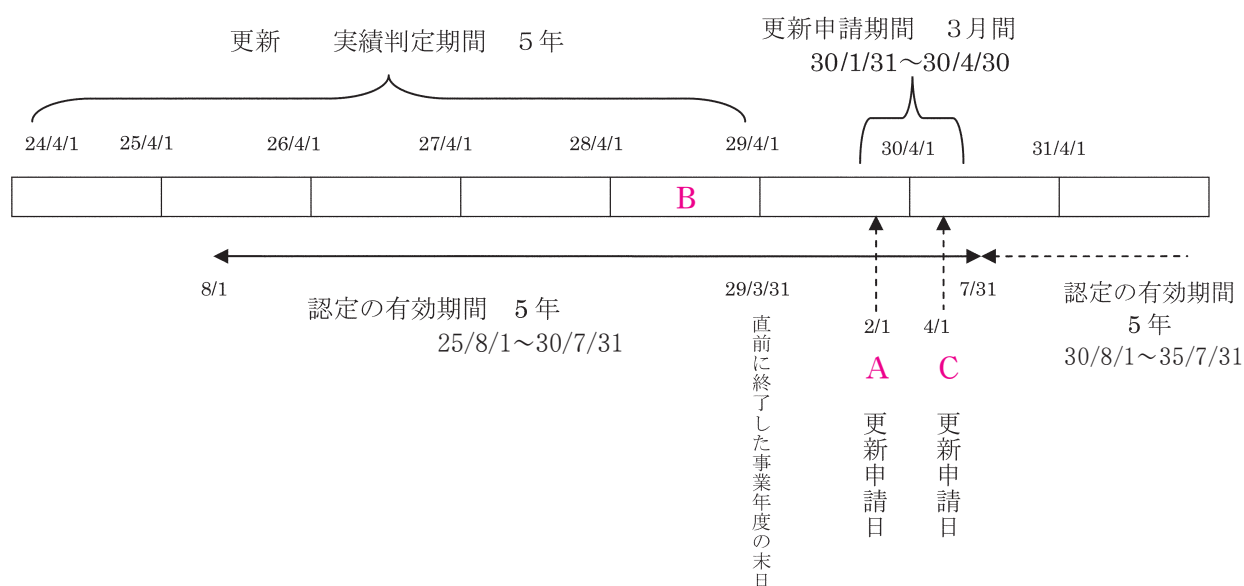 更新　実績判定期間　５年
更新申請期間　３月間
30/1/31～30/4/30
24/4/1 25/4/1 26/4/1 27/4/1 28/4/1 29/4/1 30/4/1 31/4/1
B
8/1 29/3/31 7/31
認定の有効期間　５年
25/8/1～30/7/31
直前に終了した事業年度の末日
2/1 4/1
A C
更新申請日
更新申請日
認定の有効期間
５年
30/8/1～35/7/31